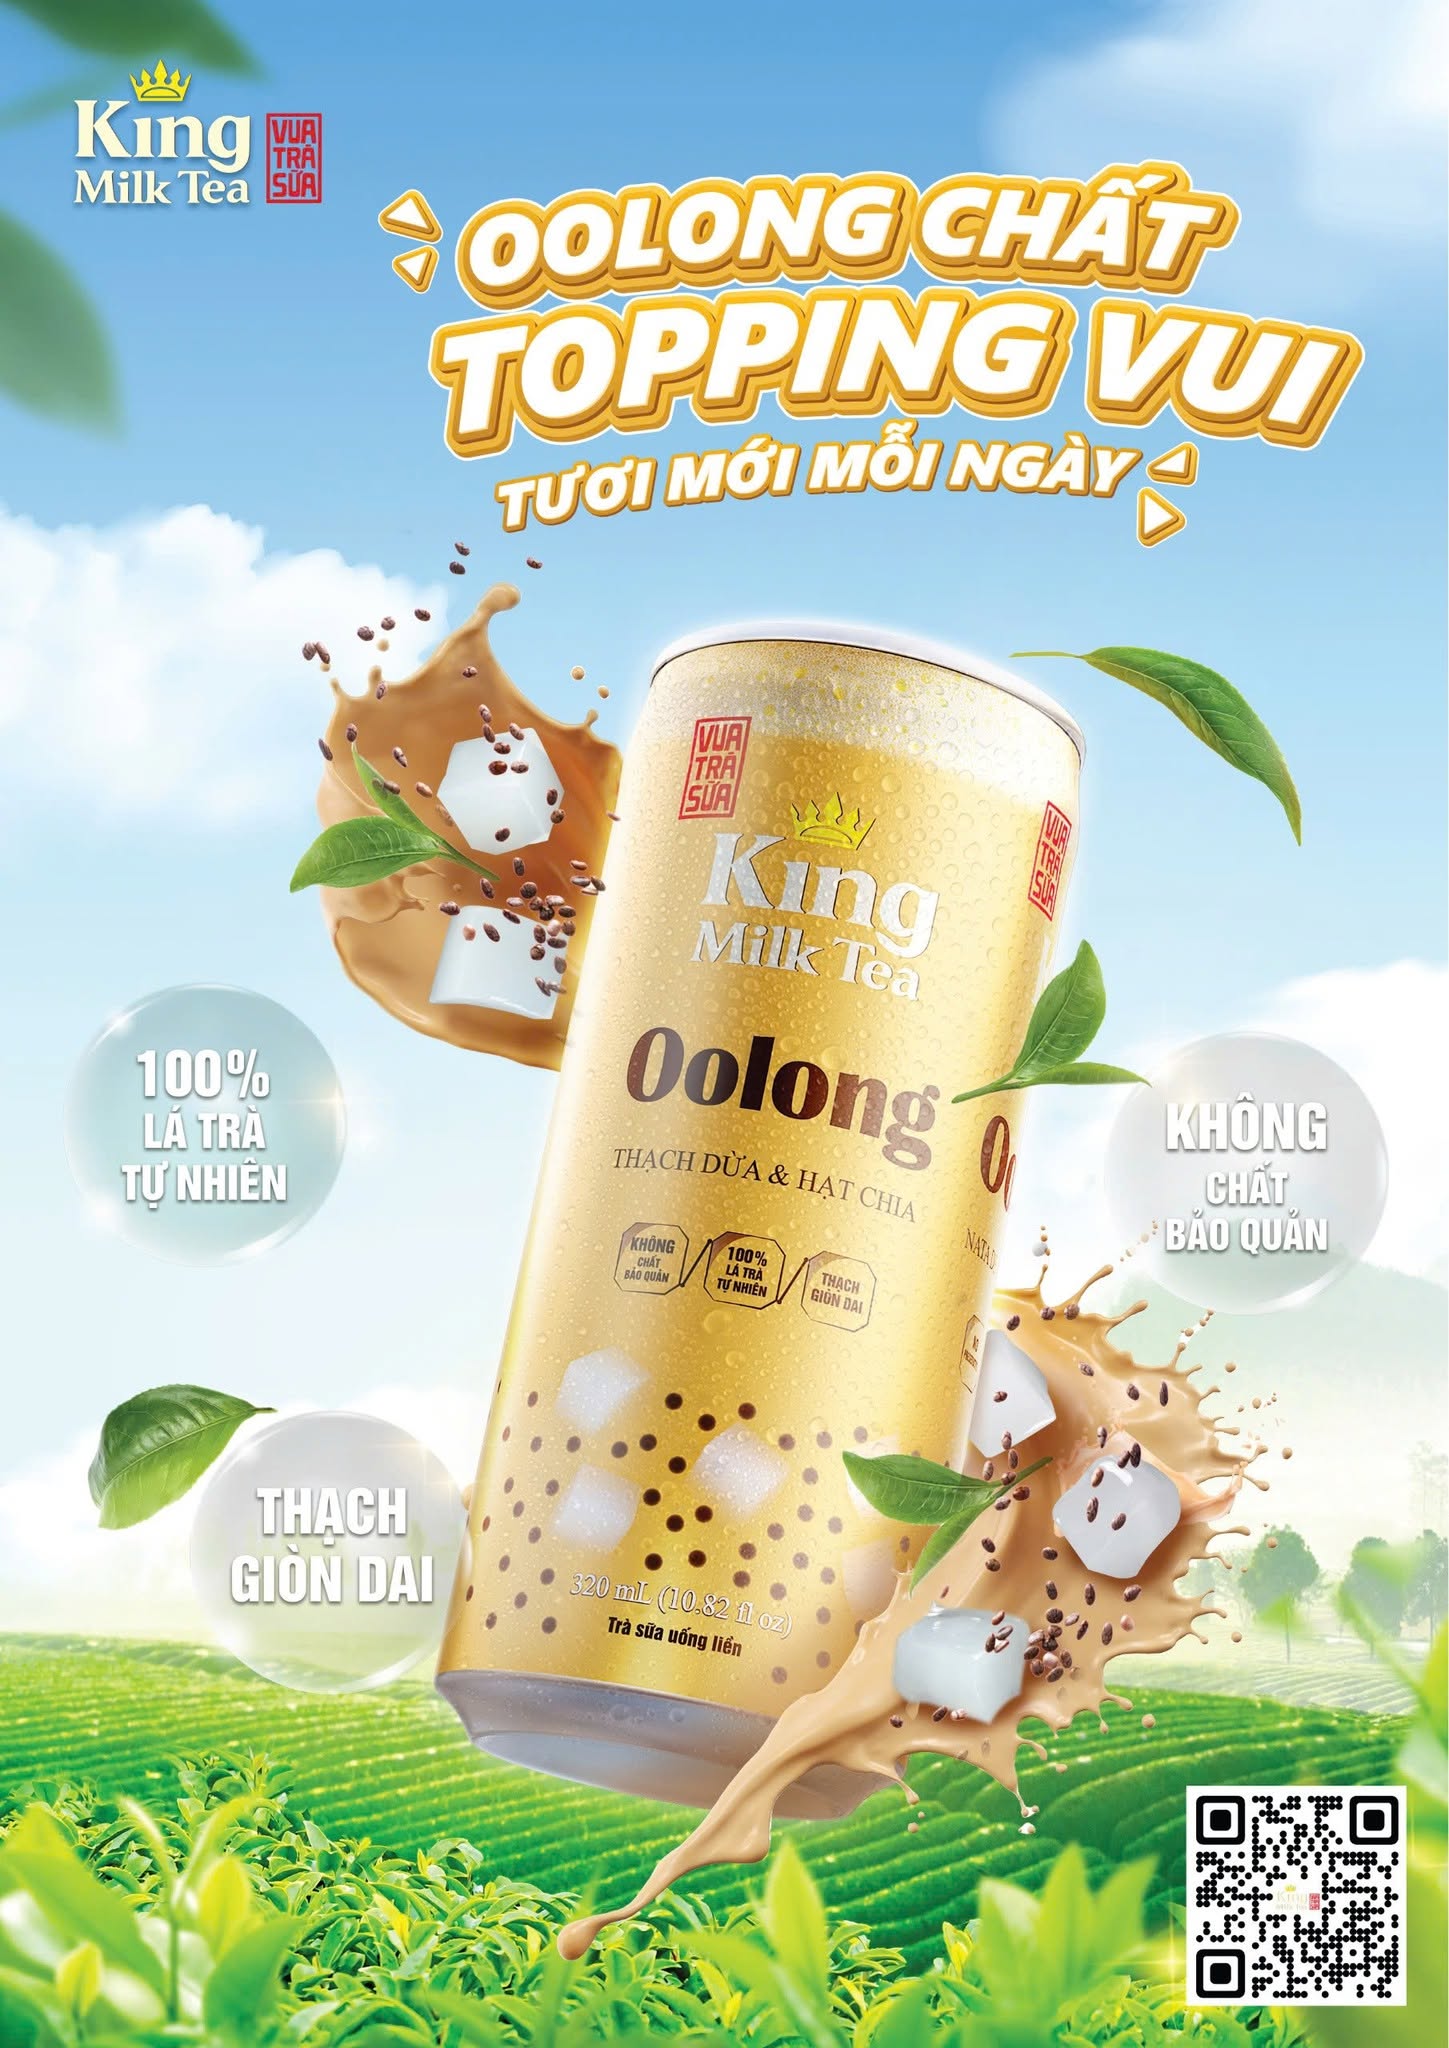 King
Milk Tea
VUA
TRÀ
SỮA
OOLONG CHẤT
TOPPING VUI
TƯƠI MỚI MỖI NGÀY
VUA
TRÀ
SỮA
King
Milk Tea
VUA
TRÀ
SỮA
Oolong
THẠCH DỪA & HẠT CHIA
KHÔNG
CHẤT
BẢO QUẢN
100%
LÁ TRÀ
TỰ NHIÊN
THẠCH
GIÒN DAI
320 mL (10.82 fl oz)
Trà sữa uống liền
100%
LÁ TRÀ
TỰ NHIÊN
KHÔNG
CHẤT
BẢO QUẢN
THẠCH
GIÒN DAI